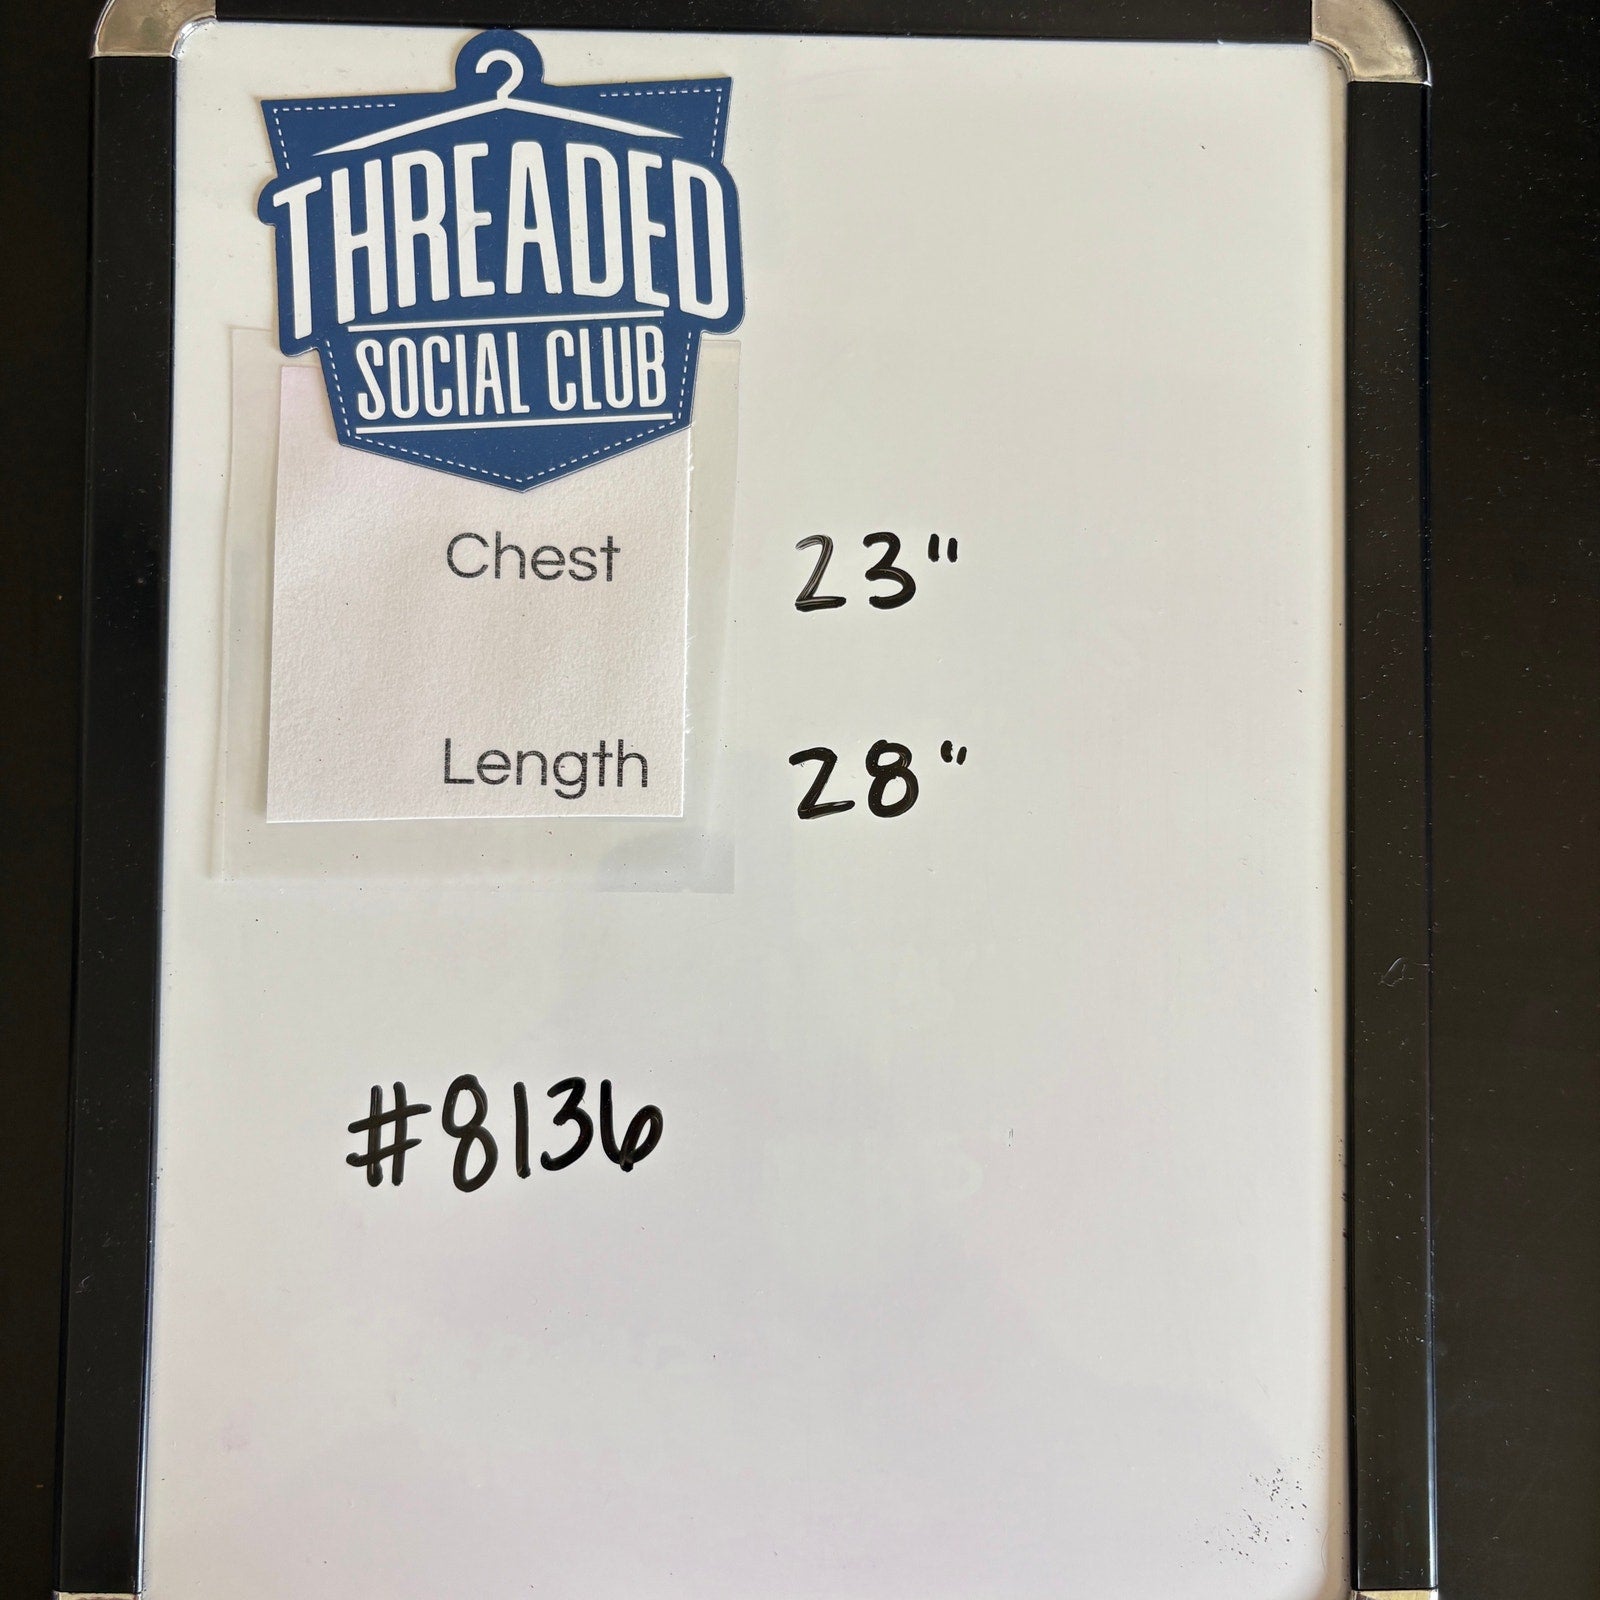 THREADED
SOCIAL CLUB
Chest 23"
Length 28"
#8136